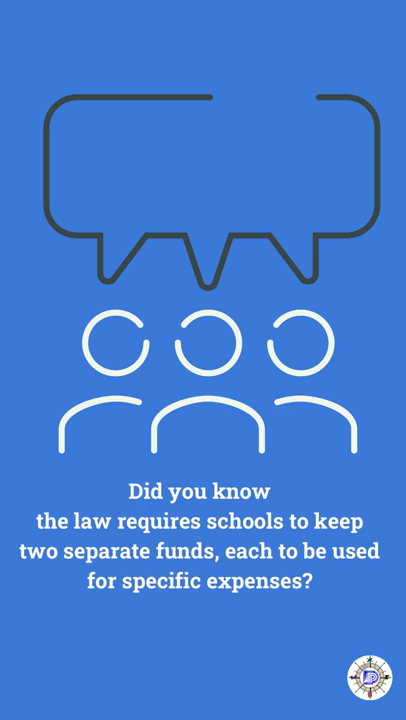 Did you know
the law requires schools to keep
two separate funds, each to be used
for specific expenses?